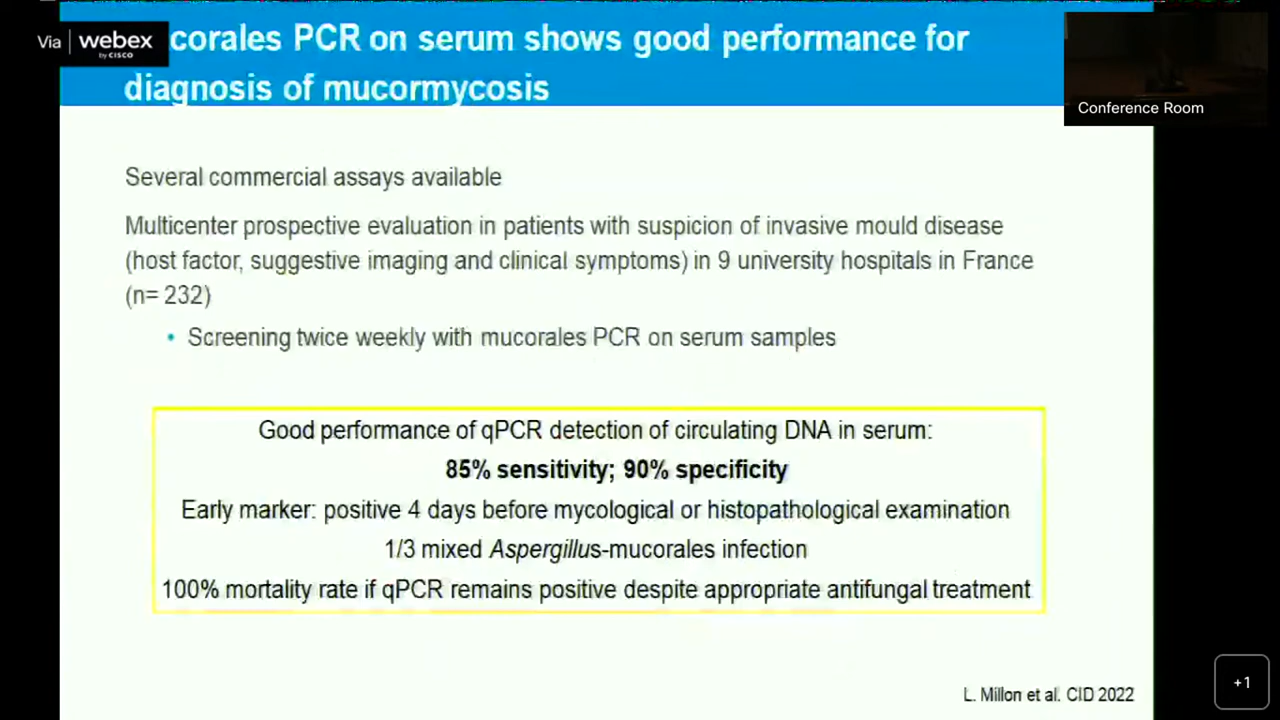 Via webex
by CISCO
corales PCR on serum shows good performance for
diagnosis of mucormycosis
Conference Room
Several commercial assays available
Multicenter prospective evaluation in patients with suspicion of invasive mould disease
(host factor, suggestive imaging and clinical symptoms) in 9 university hospitals in France
(n= 232)
• Screening twice weekly with mucorales PCR on serum samples
Good performance of qPCR detection of circulating DNA in serum:
85% sensitivity; 90% specificity
Early marker: positive 4 days before mycological or histopathological examination
1/3 mixed Aspergillus-mucorales infection
100% mortality rate if qPCR remains positive despite appropriate antifungal treatment
L. Millon et al. CID 2022
+1